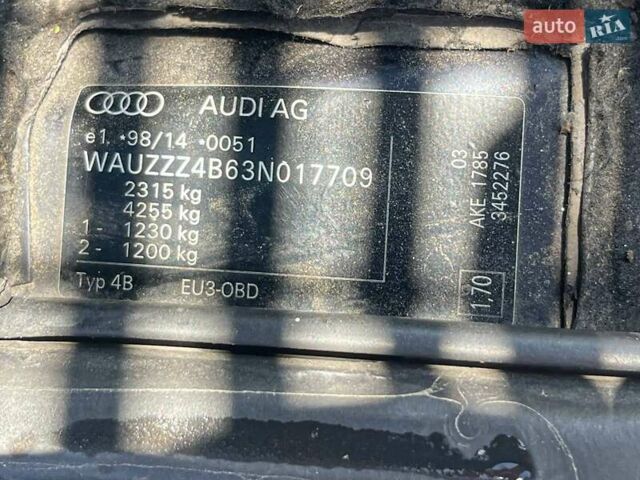 auto RIA.com
AUDI AG
e1 *98/14 *0051
WAUZZZ4B63N017709
2315 kg
4255 kg
1 - 1230 kg
2 - 1200 kg
Typ 4B EU3-OBD
03
AKE 1785
3452276
1,70